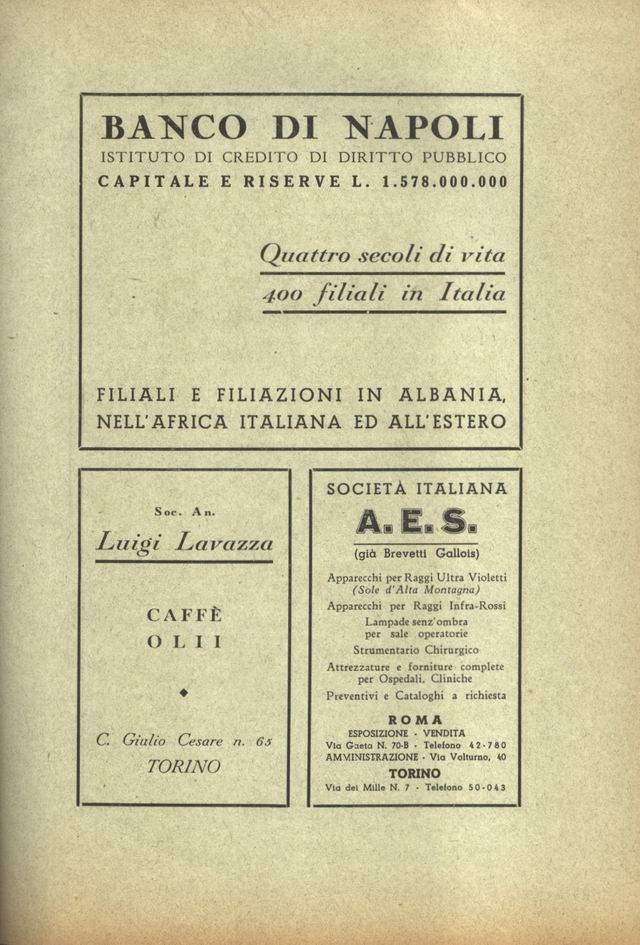 BANCO DI NAPOLI
ISTITUTO DI CREDITO DI DIRITTO PUBBLICO
CAPITALE E RISERVE L. 1.578.000.000
Quattro secoli di vita
400 filiali in Italia
FILIALI E FILIAZIONI IN ALBANIA,
NELL'AFRICA ITALIANA ED ALL'ESTERO
Soc. An.
Luigi Lavazza
CAFFÈ
OLII
C. Giulio Cesare n. 65
TORINO
SOCIETÀ ITALIANA
A.E.S.
(già Brevetti Gallois)
Apparecchi per Raggi Ultra Violetti
(Sole d'Alta Montagna)
Apparecchi per Raggi Infra-Rossi
Lampade senz'ombra
per sale operatorie
Strumentario Chirurgico
Attrezzature e forniture complete
per Ospedali, Cliniche
Preventivi e Cataloghi a richiesta
ROMA
ESPOSIZIONE - VENDITA
Via Gaeta N. 70-B - Telefono 42-780
AMMINISTRAZIONE - Via Volturno, 40
TORINO
Via dei Mille N. 7 - Telefono 50-043